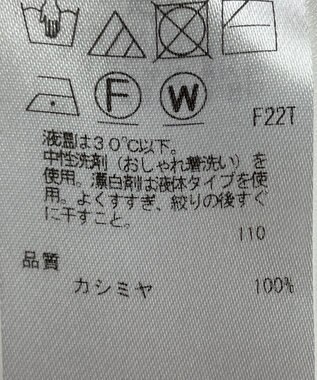 F W F22T
液温は30℃以下。
中性洗剤（おしゃれ着洗い）を
使用。漂白剤は液体タイプを使
用。よくすすぎ、絞りの後すぐ
に干すこと。
110
品質
カシミヤ 100%